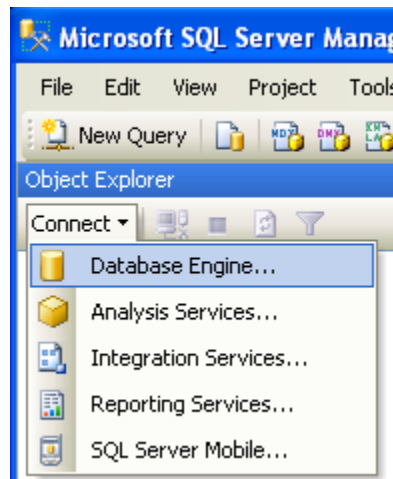 Microsoft SQL Server Manag
File Edit View Project Tools
New Query
Object Explorer
Connect
Database Engine...
Analysis Services...
Integration Services...
Reporting Services...
SQL Server Mobile...